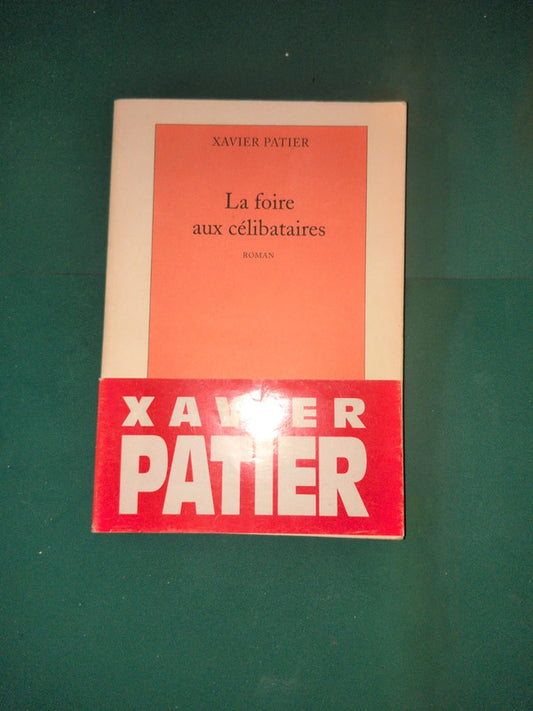 XAVIER PATIER
La foire
aux célibataires
ROMAN
XAVIER
PATIER